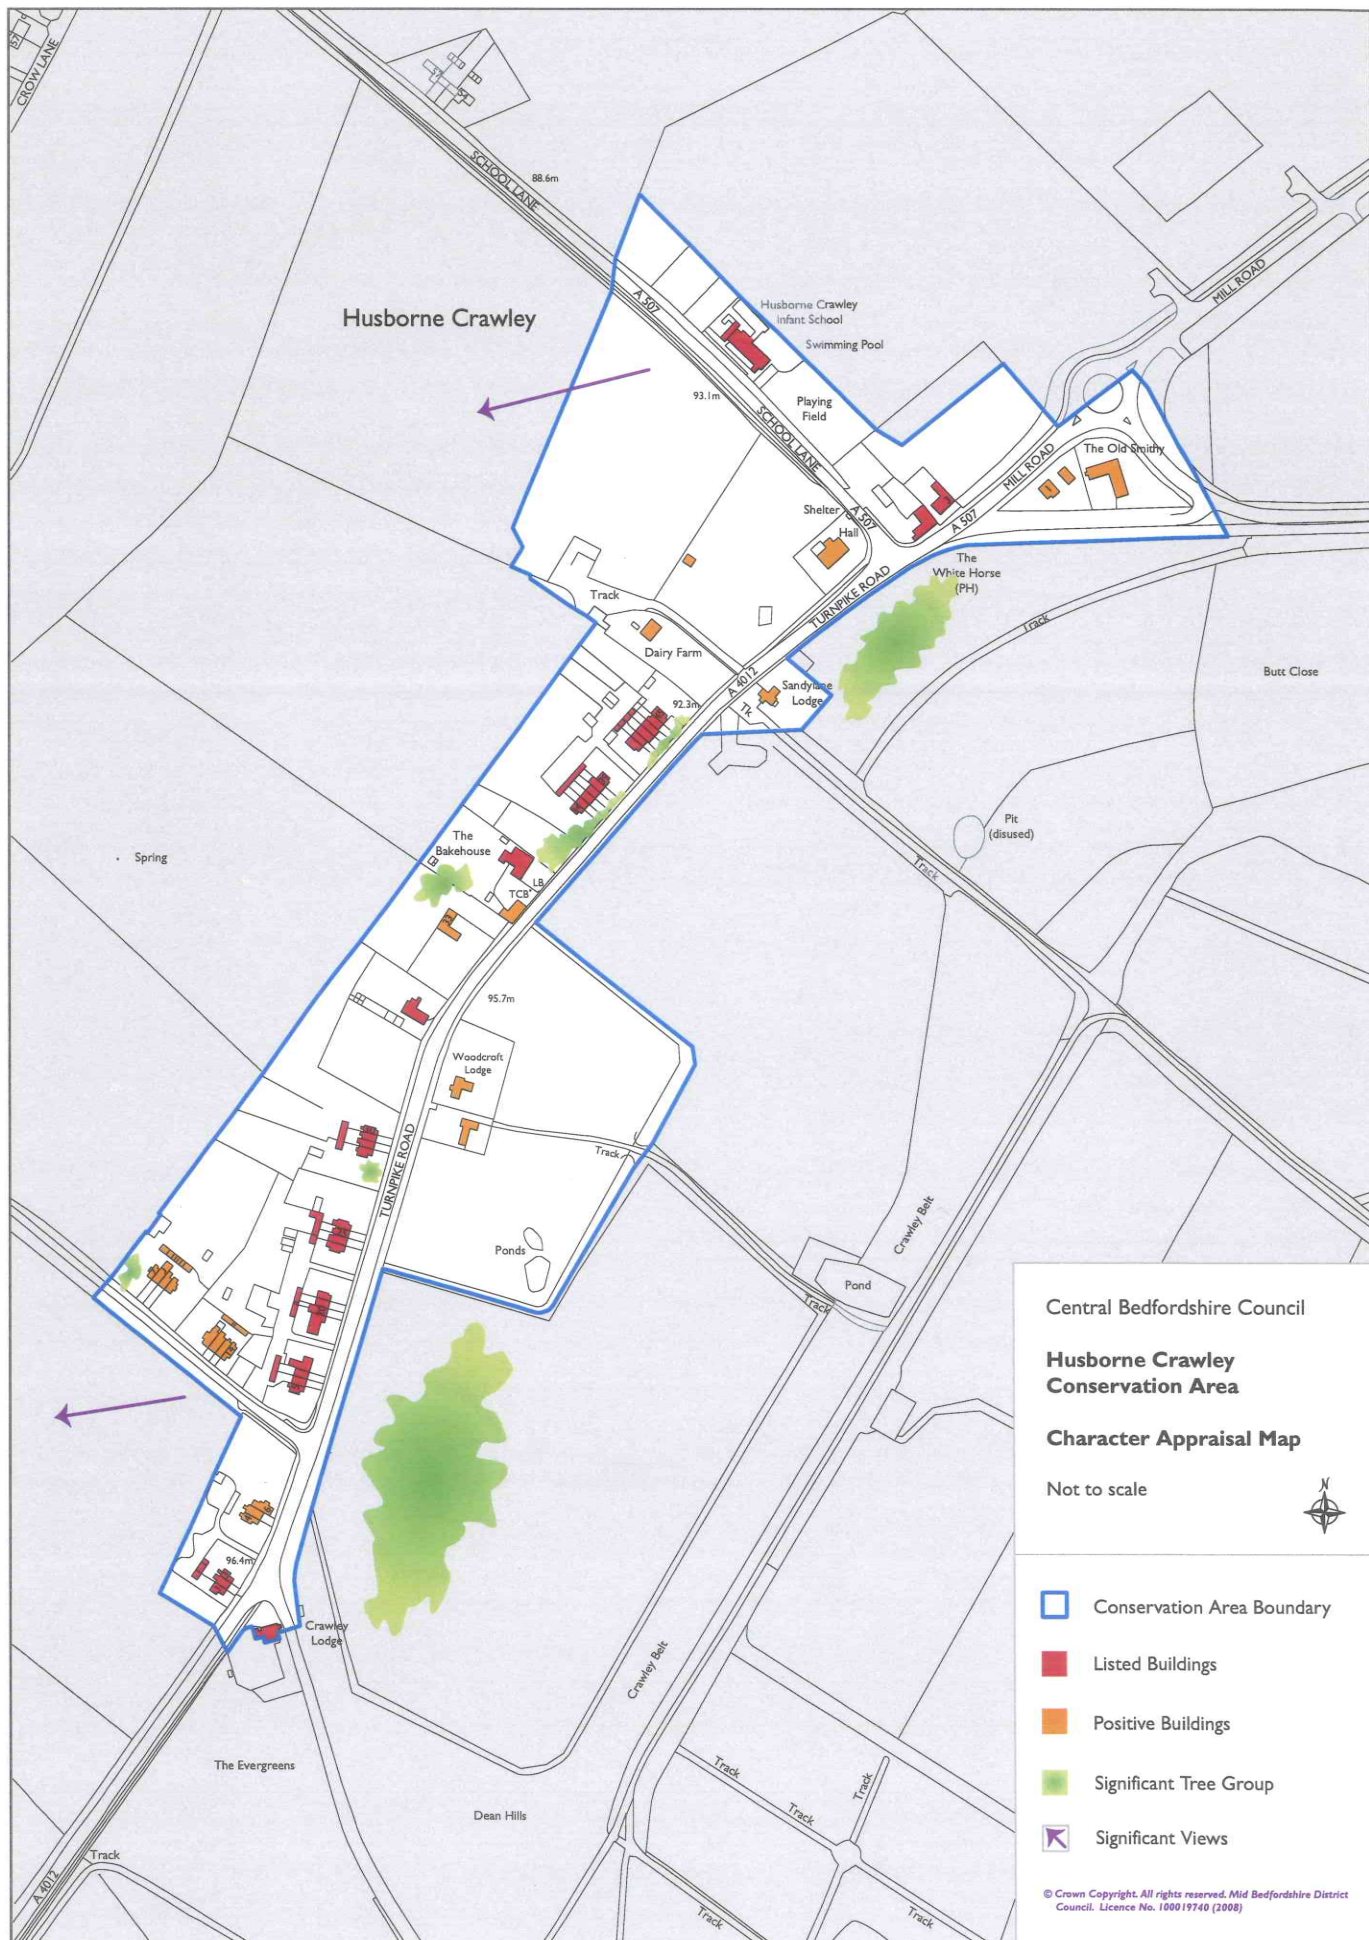 CROW LANE
57
SCHOOL LANE
88.6m
Husborne Crawley
A 507
Husborne Crawley
infant School
Swimming Pool
MILL ROAD
93.1m
Playing
Field
SCHOOL LANE
MILL ROAD
The Old Smithy
Shelter
A 507
Hall
A 507
The
White Horse
(PH)
TURNPIKE ROAD
Track
Track
Dairy Farm
Butt Close
A 4012
Sandylane
Lodge
92.3m
Tk
Pit
(disused)
The
Bakehouse
Spring
LB
TCB
Track
95.7m
Woodcroft
Lodge
TURNPIKE ROAD
Track
Crawley Belt
Ponds
Pond
Track
96.4m
Crawley
Lodge
Crawley Belt
The Evergreens
Dean Hills
Track
Track
Track
Track
A 4012
Track
Track
Central Bedfordshire Council
Husborne Crawley
Conservation Area
Character Appraisal Map
Not to scale
N
Conservation Area Boundary
Listed Buildings
Positive Buildings
Significant Tree Group
Significant Views
© Crown Copyright. All rights reserved. Mid Bedfordshire District
Council. Licence No. 100019740 (2008)